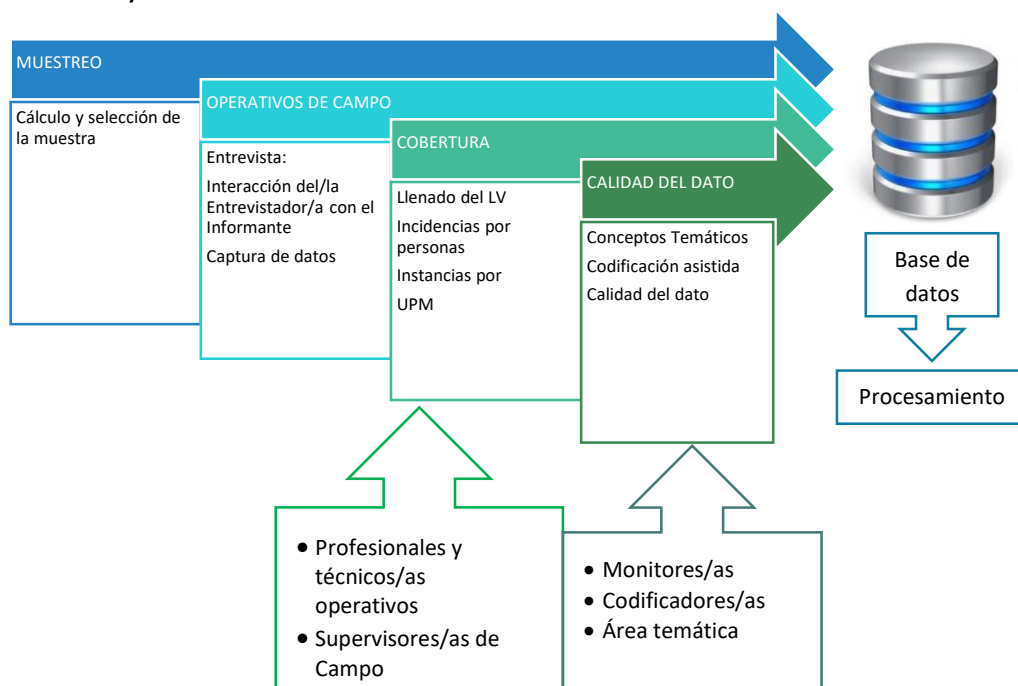 MUESTREO
Cálculo y selección de
la muestra
OPERATIVOS DE CAMPO
Entrevista:
Interacción del/la
Entrevistador/a con el
Informante
Captura de datos
COBERTURA
Llenado del LV
Incidencias por
personas
Instancias por
UPM
CALIDAD DEL DATO
Conceptos Temáticos
Codificación asistida
Calidad del dato
Base de
datos
Procesamiento
• Profesionales y
técnicos/as
operativos
• Supervisores/as de
Campo
• Monitores/as
• Codificadores/as
• Área temática